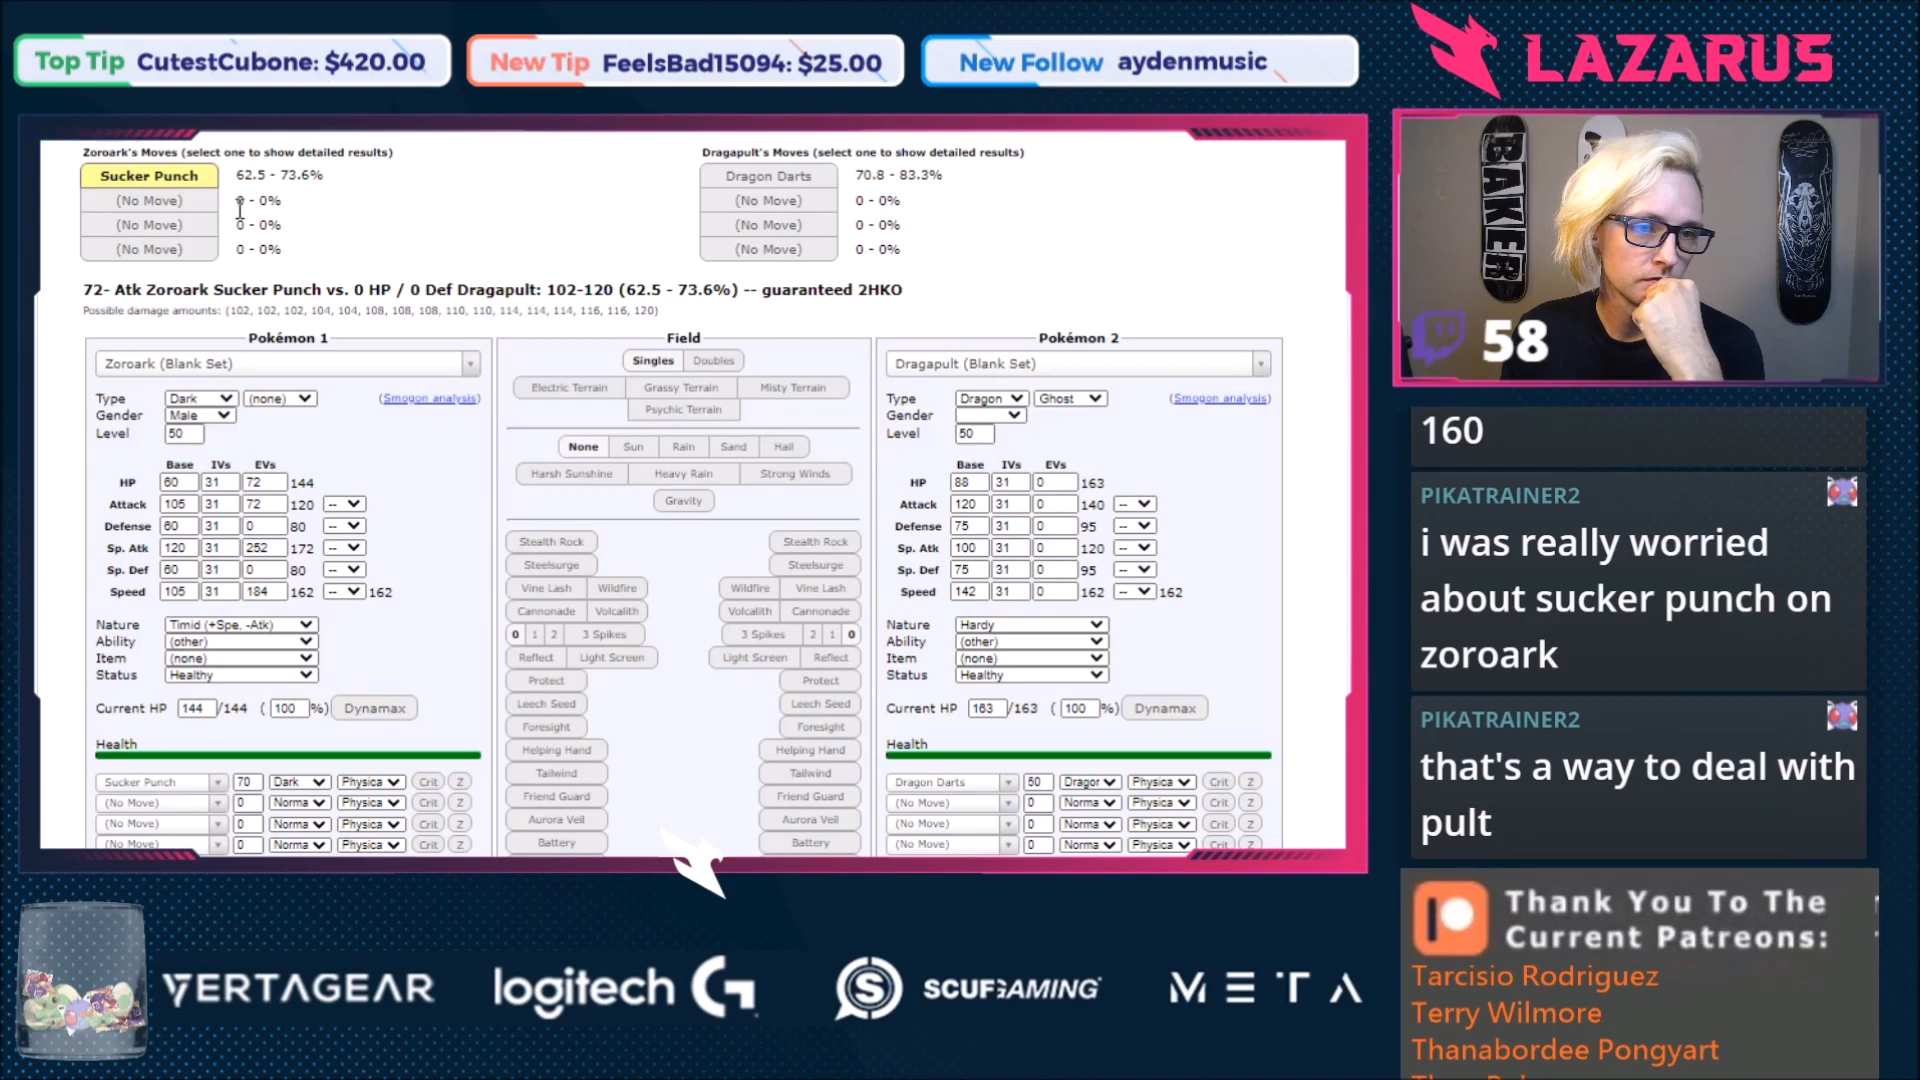 Top Tip CutestCubone: $420.00
New Tip FeelsBad15094: $25.00
New Follow aydenmusic
LAZARUS
Zoroark's Moves (select one to show detailed results)
Sucker Punch 62.5 - 73.6%
(No Move) 0 - 0%
(No Move) 0 - 0%
(No Move) 0 - 0%
Dragapult's Moves (select one to show detailed results)
Dragon Darts 70.8 - 83.3%
(No Move) 0 - 0%
(No Move) 0 - 0%
(No Move) 0 - 0%
72- Atk Zoroark Sucker Punch vs. 0 HP / 0 Def Dragapult: 102-120 (62.5 - 73.6%) -- guaranteed 2HKO
Possible damage amounts: (102, 102, 102, 104, 104, 108, 108, 108, 110, 110, 114, 114, 114, 116, 116, 120)
Pokémon 1
Zoroark (Blank Set)
Type Dark (none) (Smogon analysis)
Gender Male
Level 50
Base IVs EVs
HP 60 31 72 144
Attack 105 31 72 120 --
Defense 60 31 0 80 --
Sp. Atk 120 31 252 172 --
Sp. Def 60 31 0 80 --
Speed 105 31 184 162 -- 162
Nature Timid (+Spe, -Atk)
Ability (other)
Item (none)
Status Healthy
Current HP 144 /144 ( 100 %) Dynamax
Health
Sucker Punch 70 Dark Physica Crit Z
(No Move) 0 Norma Physica Crit Z
(No Move) 0 Norma Physica Crit Z
(No Move) 0 Norma Physica Crit Z
Field
Singles Doubles
Electric Terrain Grassy Terrain Misty Terrain
Psychic Terrain
None Sun Rain Sand Hail
Harsh Sunshine Heavy Rain Strong Winds
Gravity
Stealth Rock Stealth Rock
Steelsurge Steelsurge
Vine Lash Wildfire Wildfire Vine Lash
Cannonade Volcalith Volcalith Cannonade
0 1 2 3 Spikes 3 Spikes 2 1 0
Reflect Light Screen Light Screen Reflect
Protect Protect
Leech Seed Leech Seed
Foresight Foresight
Helping Hand Helping Hand
Tailwind Tailwind
Friend Guard Friend Guard
Aurora Veil Aurora Veil
Battery Battery
Pokémon 2
Dragapult (Blank Set)
Type Dragon Ghost (Smogon analysis)
Gender
Level 50
Base IVs EVs
HP 88 31 0 163
Attack 120 31 0 140 --
Defense 75 31 0 95 --
Sp. Atk 100 31 0 120 --
Sp. Def 75 31 0 95 --
Speed 142 31 0 162 -- 162
Nature Hardy
Ability (other)
Item (none)
Status Healthy
Current HP 163 /163 ( 100 %) Dynamax
Health
Dragon Darts 50 Dragor Physica Crit Z
(No Move) 0 Norma Physica Crit Z
(No Move) 0 Norma Physica Crit Z
(No Move) 0 Norma Physica Crit Z
BAKER
58
160
PIKATRAINER2
i was really worried
about sucker punch on
zoroark
PIKATRAINER2
that's a way to deal with
pult
Thank You To The
Current Patreons:
Tarcisio Rodriguez
Terry Wilmore
Thanabordee Pongyart
VERTAGEAR
logitech G
S SCUFGAMING
META